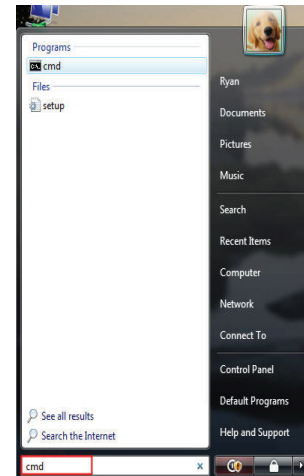 Programs
cmd
Files
setup
See all results
Search the Internet
cmd
Ryan
Documents
Pictures
Music
Search
Recent Items
Computer
Network
Connect To
Control Panel
Default Programs
Help and Support